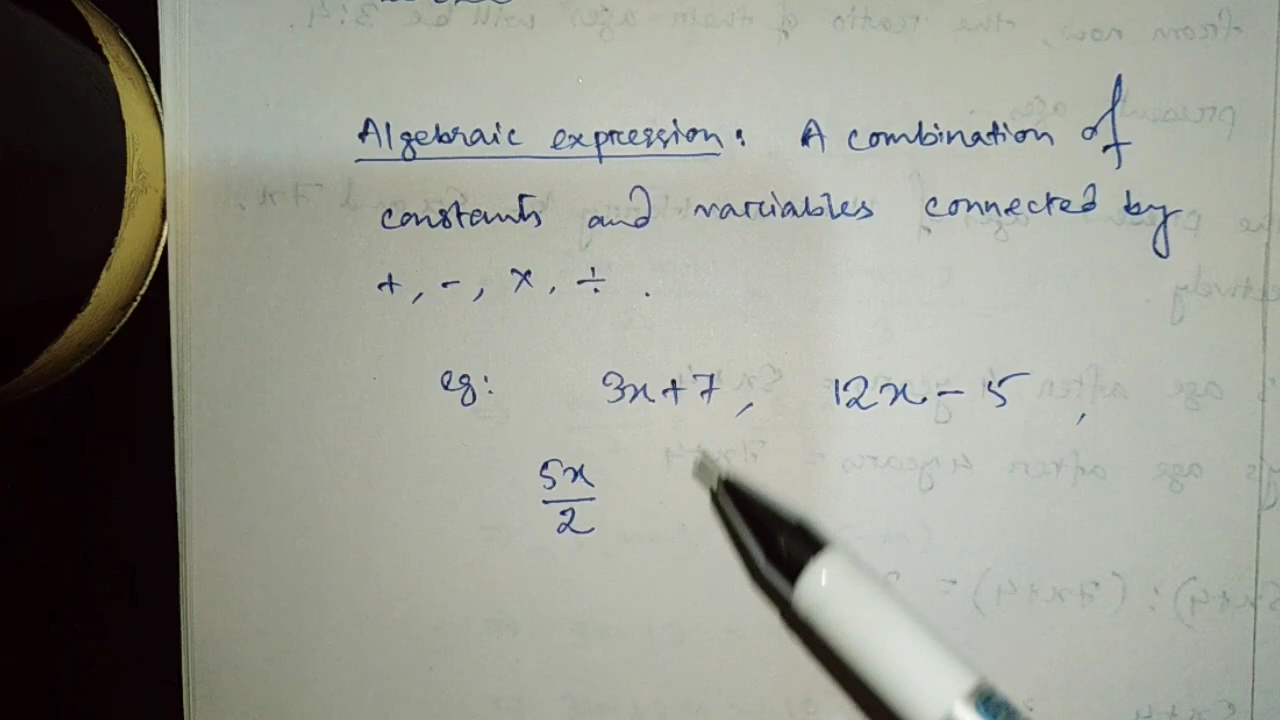 Algebraic expression: A combination of
constants and variables connected by
+, -, ×, ÷ .
eg: 3x+7, 12x-5,
5x
2